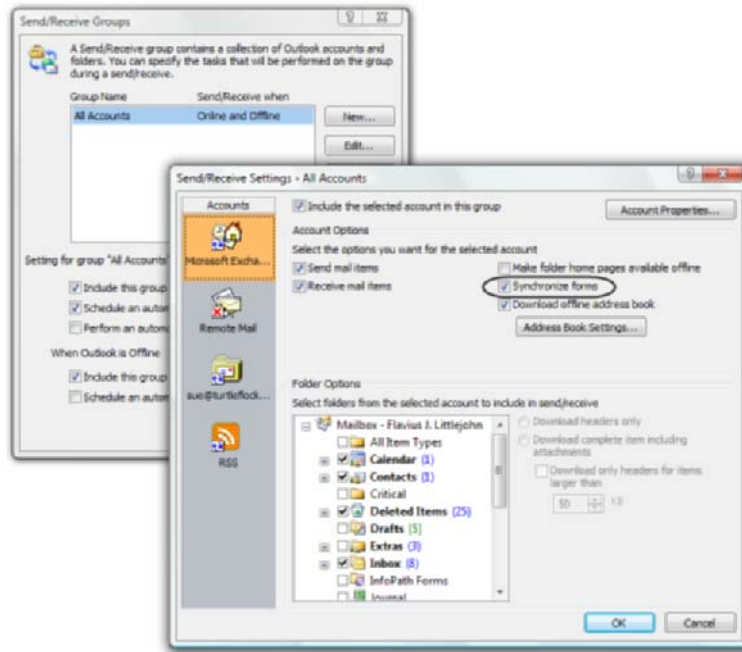 Send/Receive Groups
A Send/Receive group contains a collection of Outlook accounts and
folders. You can specify the tasks that will be performed on the group
during a send/receive.
Group Name Send/Receive when
All Accounts Online and Offline
New...
Edit...
Setting for group "All Accounts"
Include this group
Schedule an autom
Perform an automa
When Outlook is Offline
Include this group
Schedule an autom
Send/Receive Settings - All Accounts
Accounts
Microsoft Excha...
Remote Mail
sue@turtleflock...
RSS
Include the selected account in this group
Account Properties...
Account Options
Select the options you want for the selected account
Send mail items
Make folder home pages available offline
Receive mail items
Synchronize forms
Download offline address book
Address Book Settings...
Folder Options
Select folders from the selected account to include in send/receive
Mailbox - Flavius J. Littlejohn
All Item Types
Calendar (1)
Contacts (1)
Critical
Deleted Items (25)
Drafts [5]
Extras (3)
Inbox (8)
InfoPath Forms
Journal
Download headers only
Download complete item including
attachments
Download only headers for items
larger than
50 KB
OK Cancel